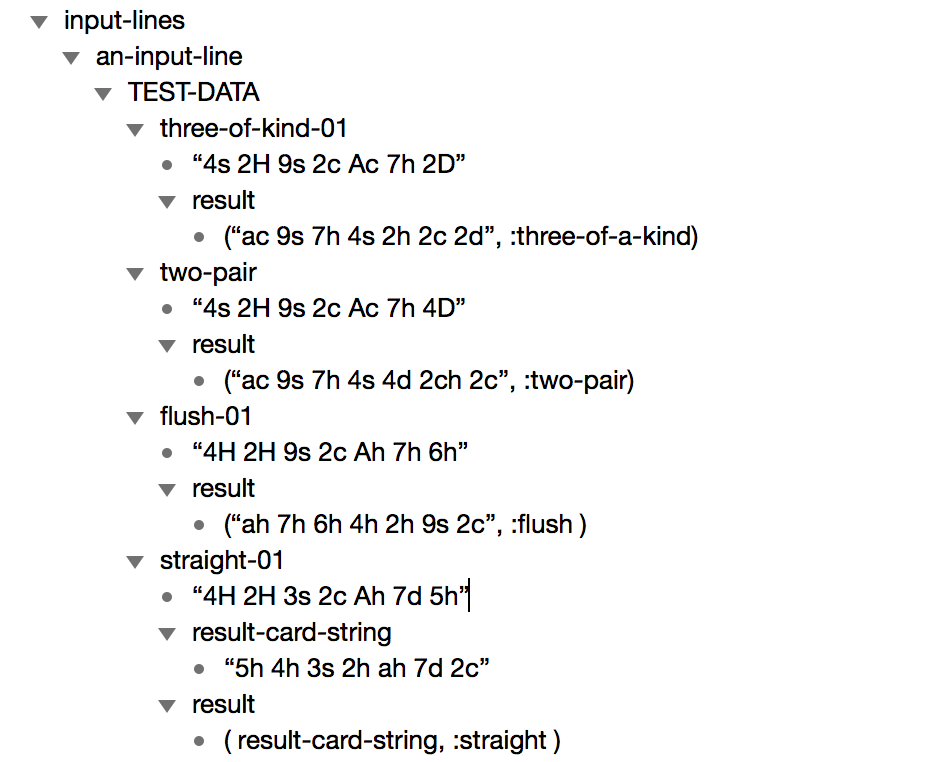 input-lines
an-input-line
TEST-DATA
three-of-kind-01
“4s 2H 9s 2c Ac 7h 2D”
result
(“ac 9s 7h 4s 2h 2c 2d”, :three-of-a-kind)
two-pair
“4s 2H 9s 2c Ac 7h 4D”
result
(“ac 9s 7h 4s 4d 2ch 2c”, :two-pair)
flush-01
“4H 2H 9s 2c Ah 7h 6h”
result
(“ah 7h 6h 4h 2h 9s 2c”, :flush )
straight-01
“4H 2H 3s 2c Ah 7d 5h”
result-card-string
“5h 4h 3s 2h ah 7d 2c”
result
( result-card-string, :straight )